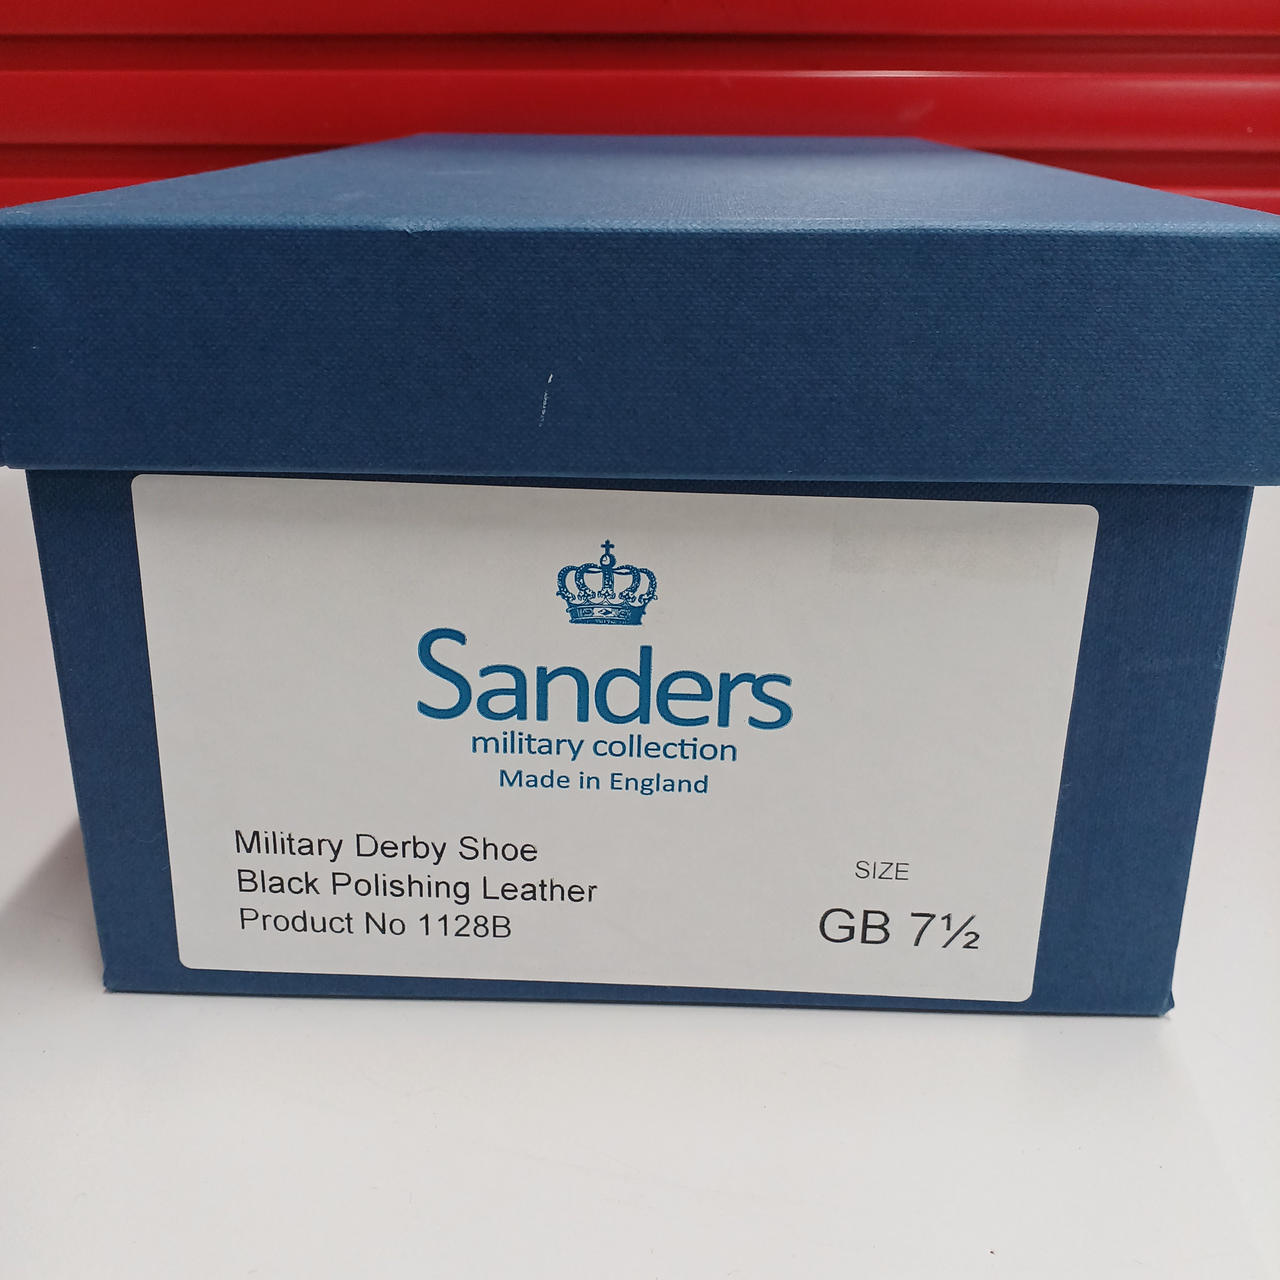 Sanders
military collection
Made in England
Military Derby Shoe
Black Polishing Leather
Product No 1128B
SIZE
GB 7½